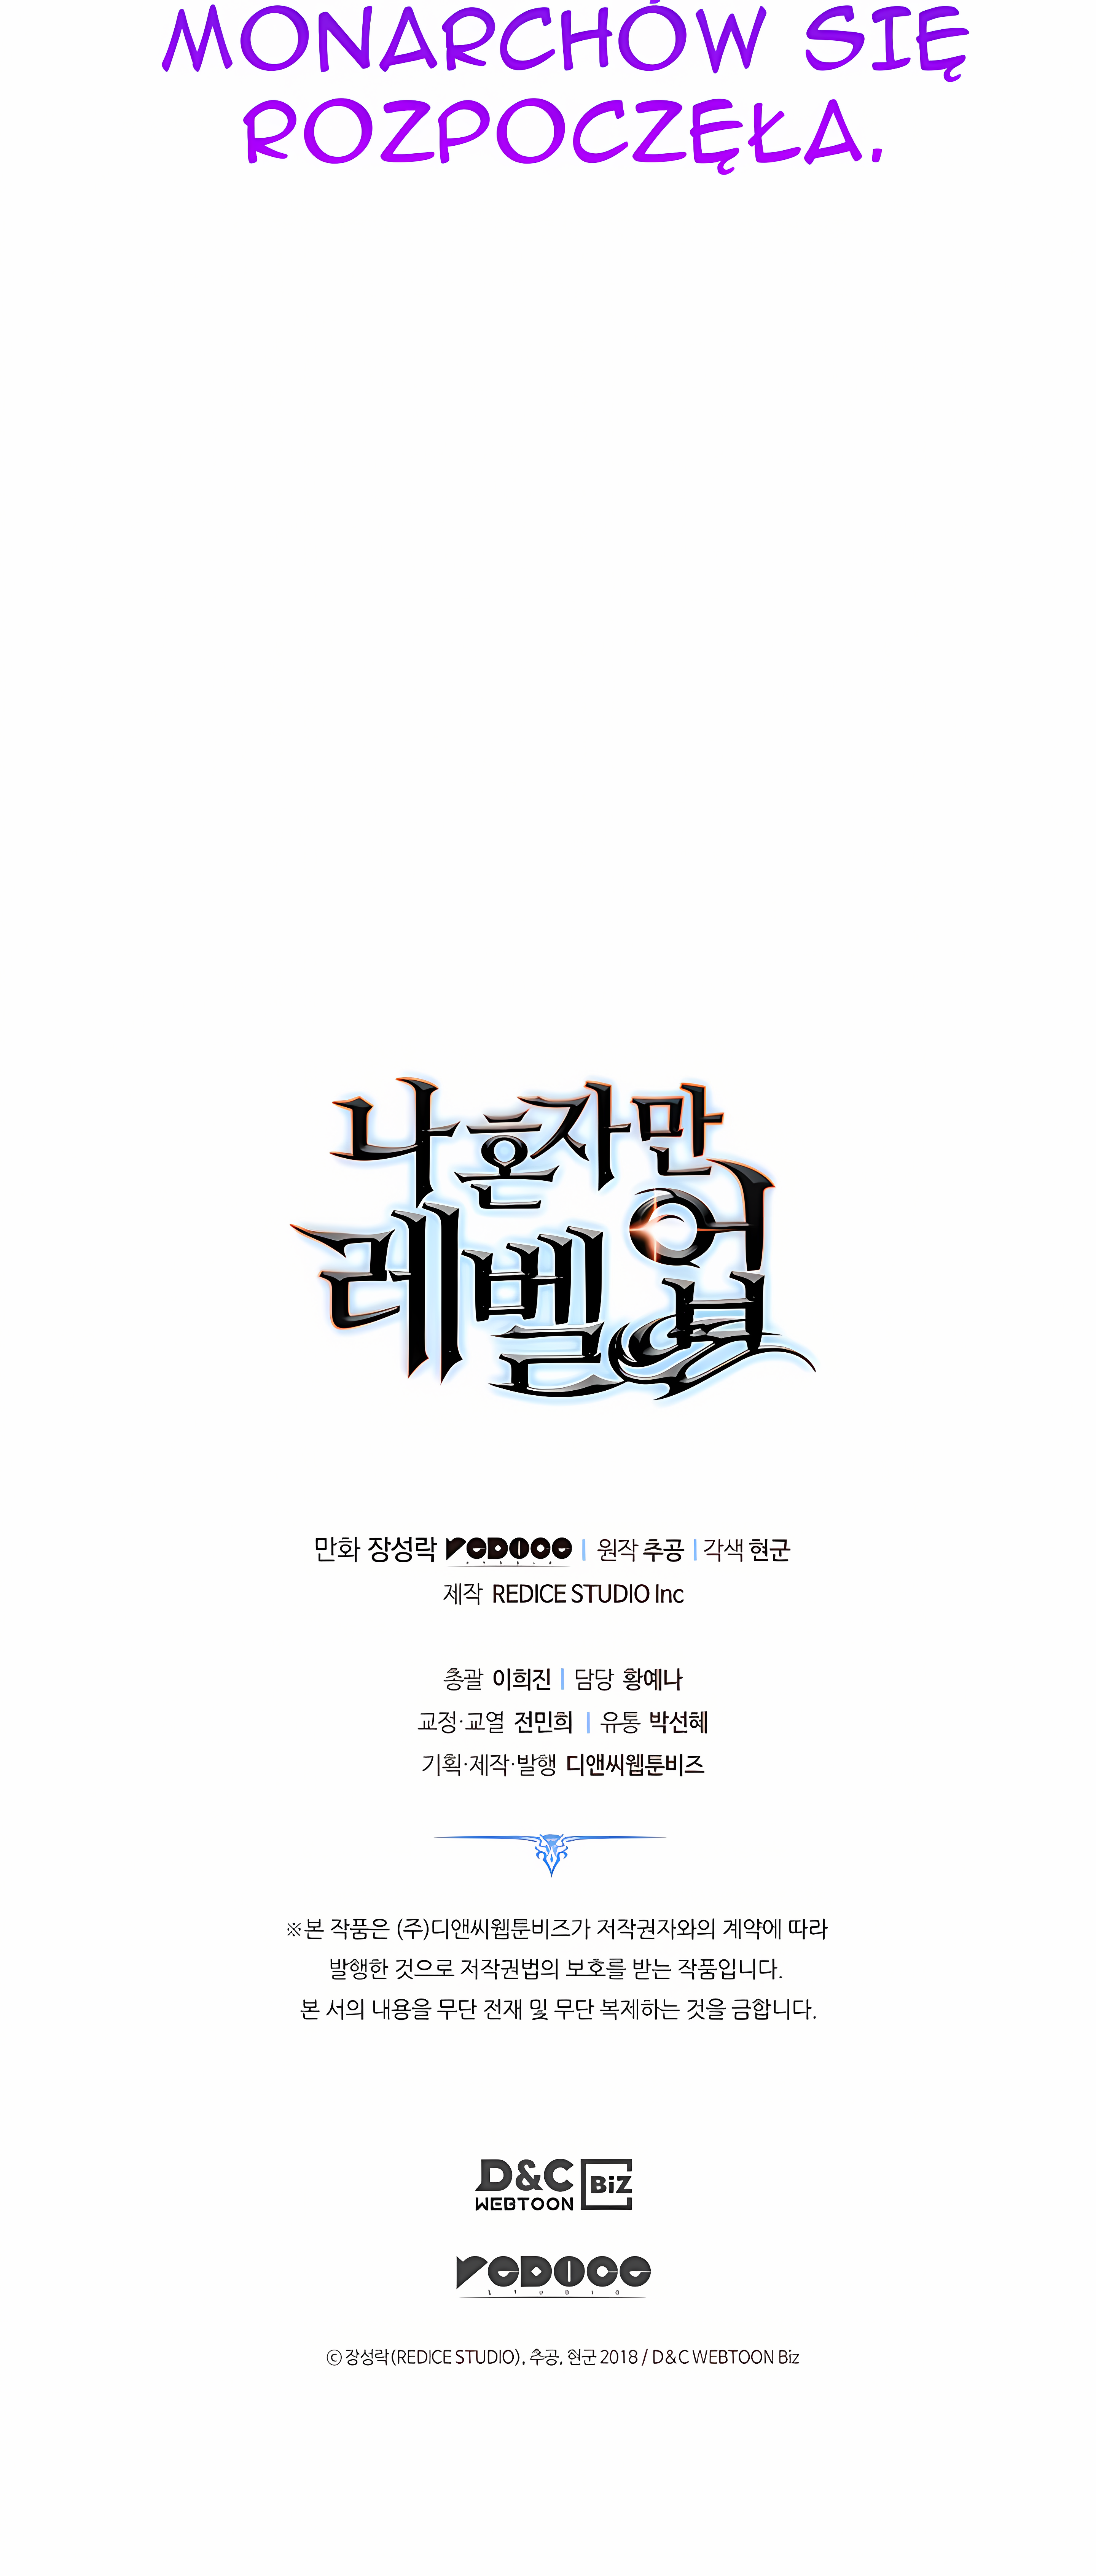 MONARCHÓW SIĘ
ROZPOCZĘŁA.
나 혼자만
레벨업
만화 장성락 REDICE STUDIO | 원작 추공 | 각색 현군
제작 REDICE STUDIO Inc
총괄 이희진 | 담당 황예나
교정·교열 전민희 | 유통 박선혜
기획·제작·발행 디앤씨웹툰비즈
※본 작품은 (주)디앤씨웹툰비즈가 저작권자와의 계약에 따라
발행한 것으로 저작권법의 보호를 받는 작품입니다.
본 서의 내용을 무단 전재 및 무단 복제하는 것을 금합니다.
D&C
WEBTOON BiZ
REDICE
STUDIO
ⓒ 장성락(REDICE STUDIO), 추공, 현군 2018 / D&C WEBTOON Biz